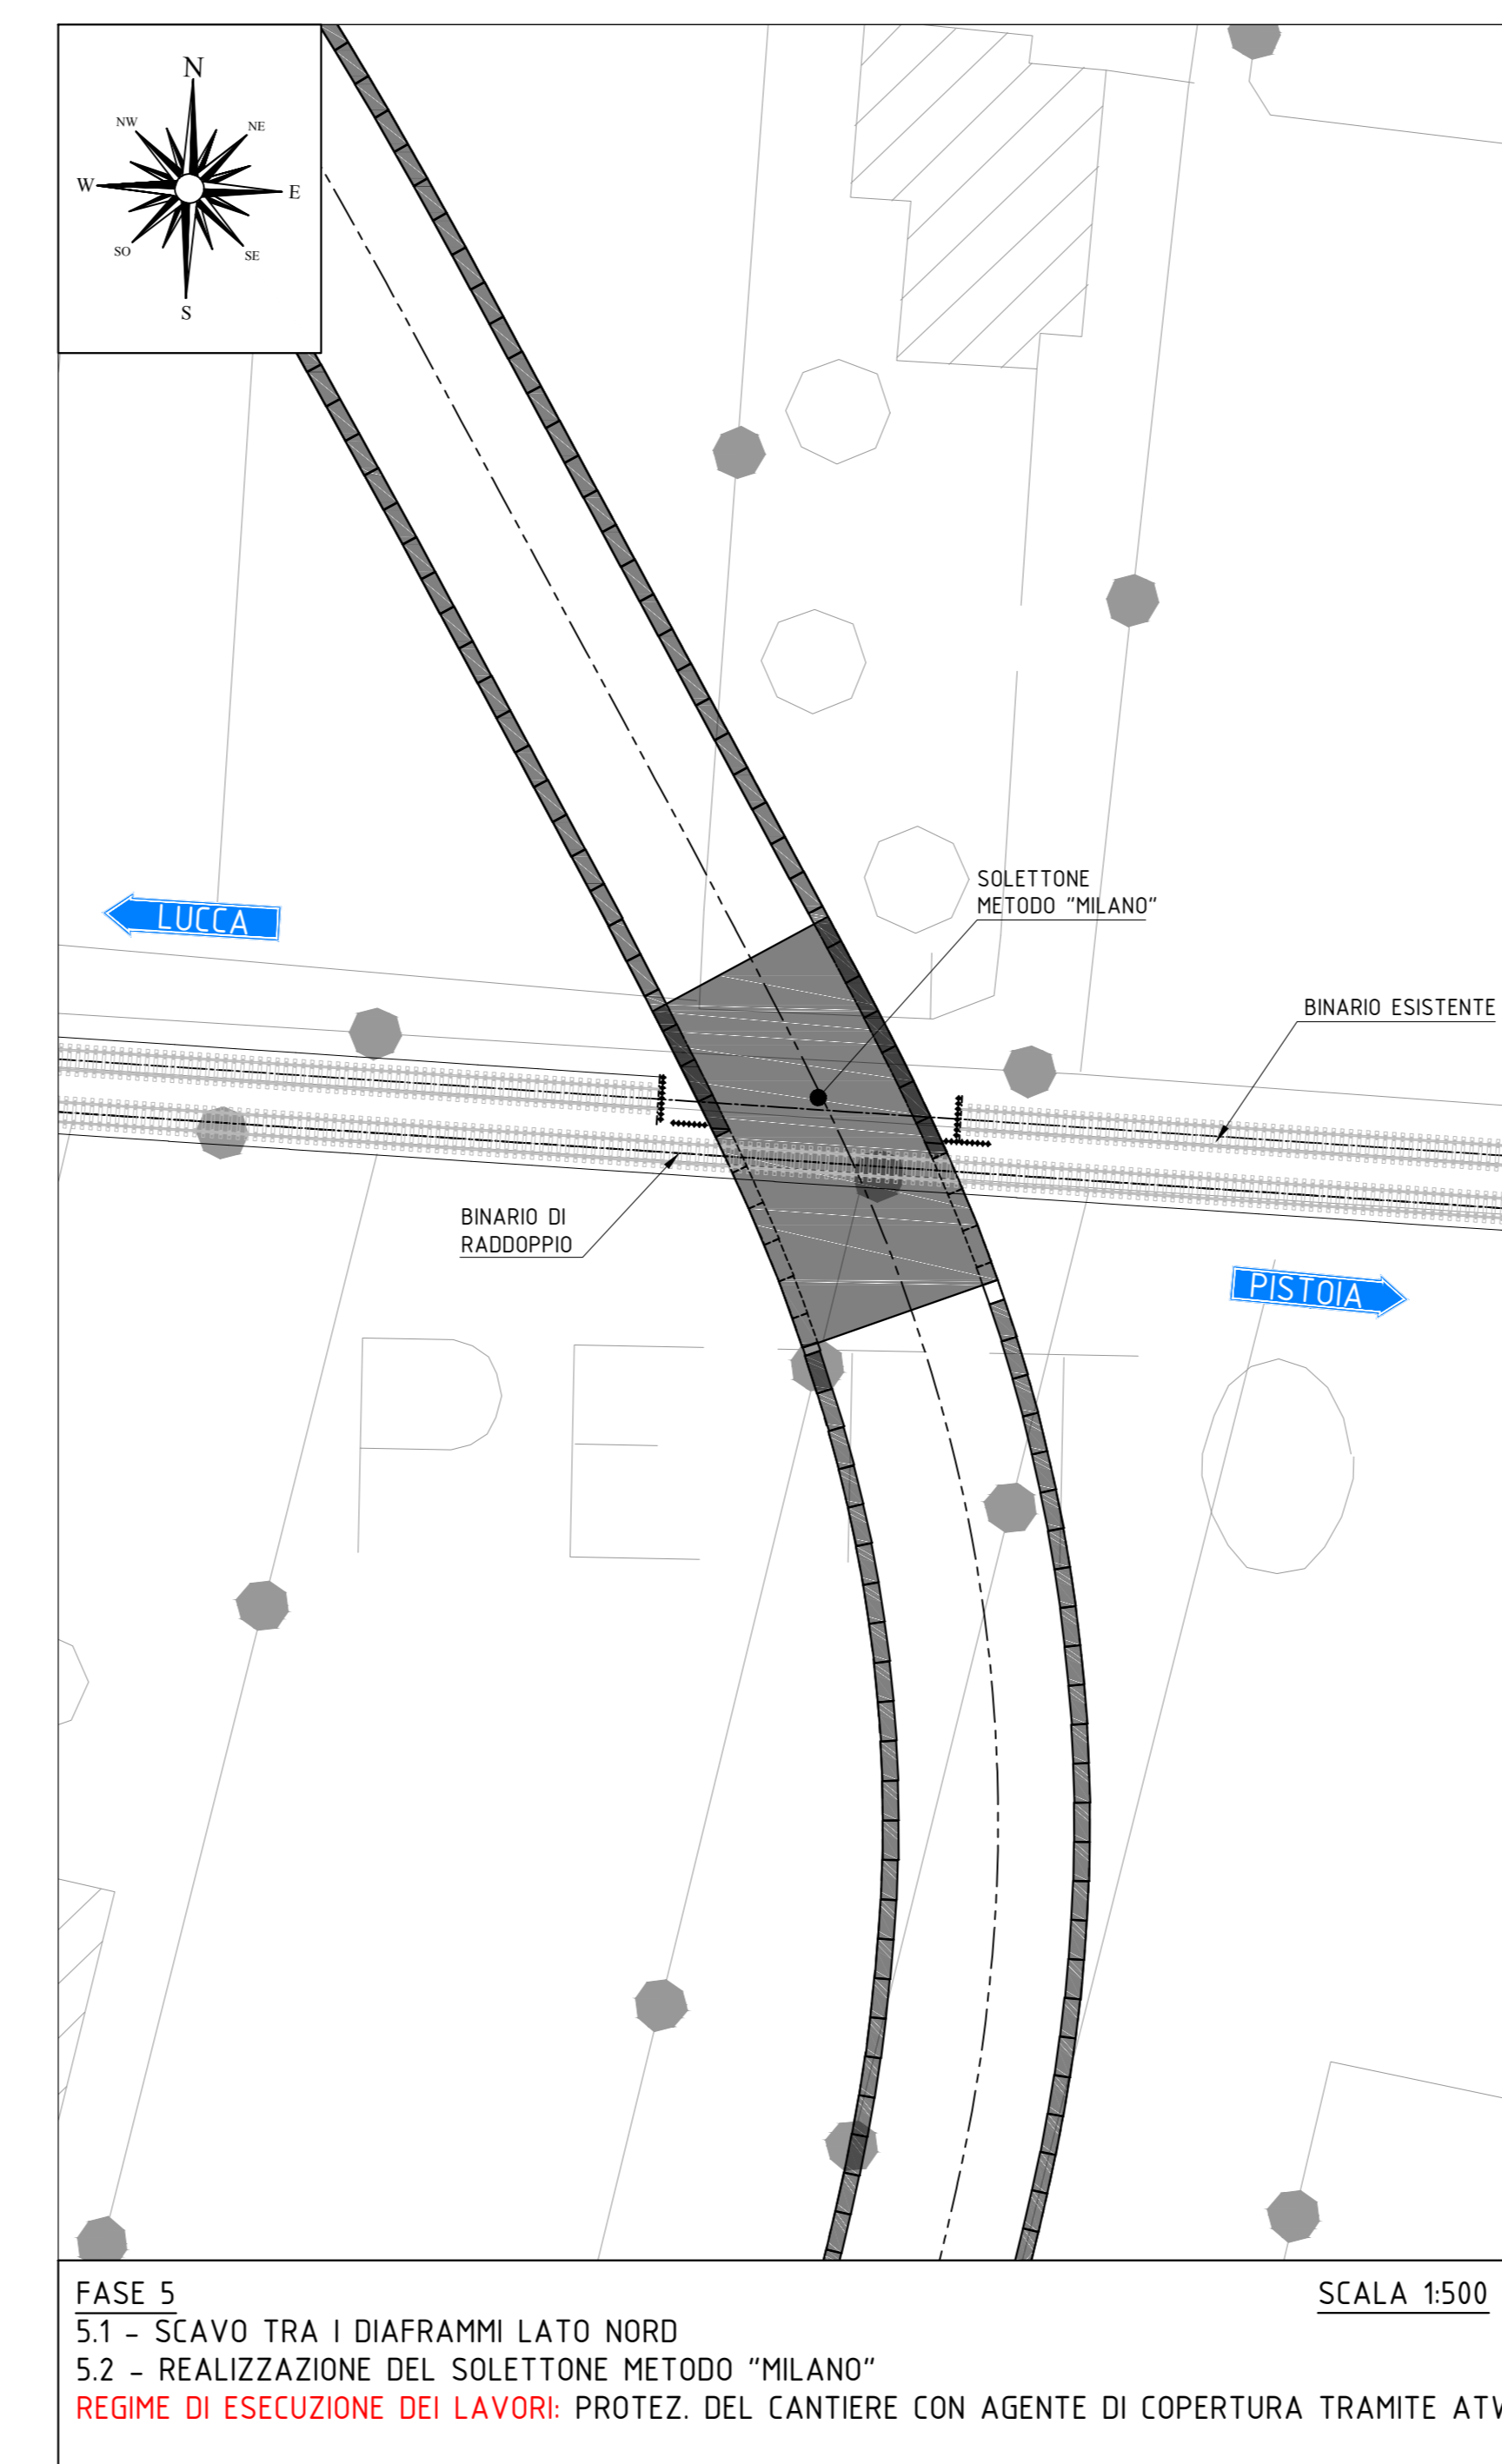 N
NW
NE
W
E
SO
SE
S
SOLETTONE
METODO "MILANO"
LUCCA
BINARIO ESISTENTE
BINARIO DI
RADDOPPIO
PISTOIA
PETTO
FASE 5
SCALA 1:500
5.1 - SCAVO TRA I DIAFRAMMI LATO NORD
5.2 - REALIZZAZIONE DEL SOLETTONE METODO "MILANO"
REGIME DI ESECUZIONE DEI LAVORI: PROTEZ. DEL CANTIERE CON AGENTE DI COPERTURA TRAMITE